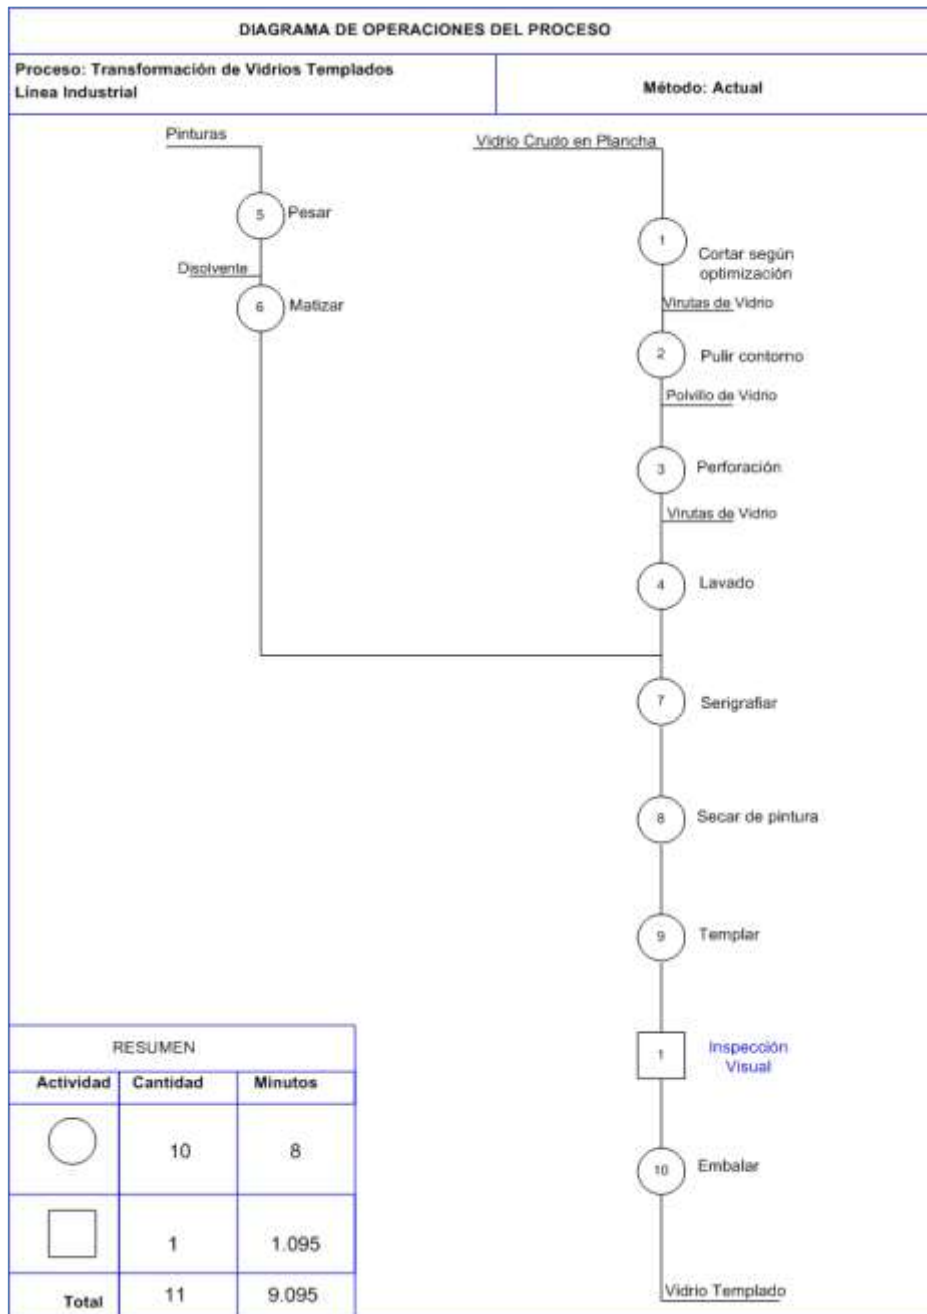 DIAGRAMA DE OPERACIONES DEL PROCESO
Proceso: Transformación de Vidrios Templados
Línea Industrial
Método: Actual
Pinturas
Vidrio Crudo en Plancha
5
Pesar
1
Cortar según
optimización
Disolvente
6
Matizar
Virutas de Vidrio
2
Pulir contorno
Polvillo de Vidrio
3
Perforación
Virutas de Vidrio
4
Lavado
7
Serigrafiar
8
Secar de pintura
9
Templar
1
Inspección
Visual
10
Embalar
Vidrio Templado
RESUMEN
Actividad Cantidad Minutos
10 8
1 1.095
Total 11 9.095